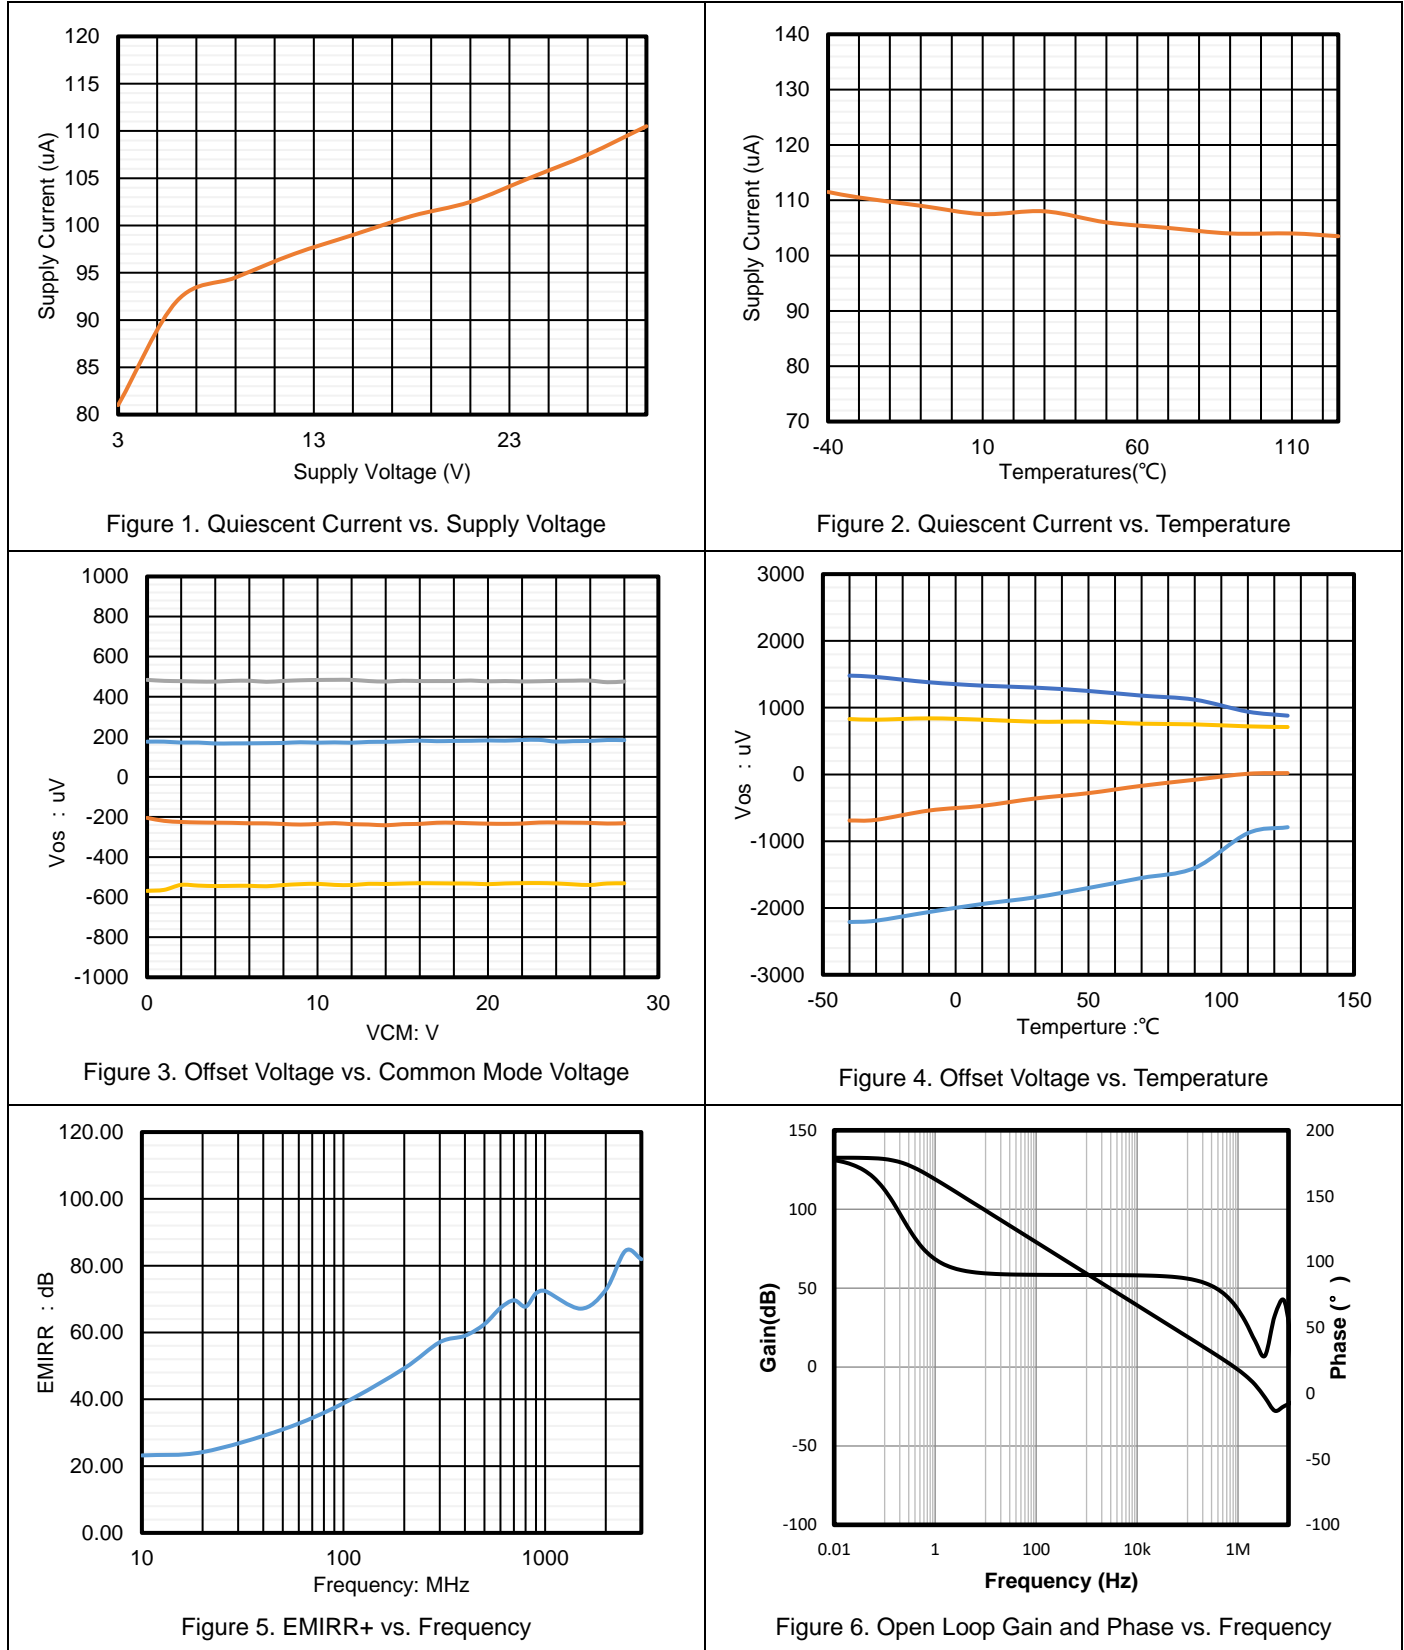 120
115
110
105
100
95
90
85
80
Supply Current (uA)
3 13 23
Supply Voltage (V)
Figure 1. Quiescent Current vs. Supply Voltage
140
130
120
110
100
90
80
70
Supply Current (uA)
-40 10 60 110
Temperatures(℃)
Figure 2. Quiescent Current vs. Temperature
1000
800
600
400
200
0
-200
-400
-600
-800
-1000
Vos : uV
0 10 20 30
VCM: V
Figure 3. Offset Voltage vs. Common Mode Voltage
3000
2000
1000
0
-1000
-2000
-3000
Vos : uV
-50 0 50 100 150
Temperture :℃
Figure 4. Offset Voltage vs. Temperature
120.00
100.00
80.00
60.00
40.00
20.00
0.00
EMIRR : dB
10 100 1000
Frequency: MHz
Figure 5. EMIRR+ vs. Frequency
150
100
50
0
-50
-100
Gain(dB)
200
150
100
50
0
-50
-100
Phase (° )
0.01 1 100 10k 1M
Frequency (Hz)
Figure 6. Open Loop Gain and Phase vs. Frequency